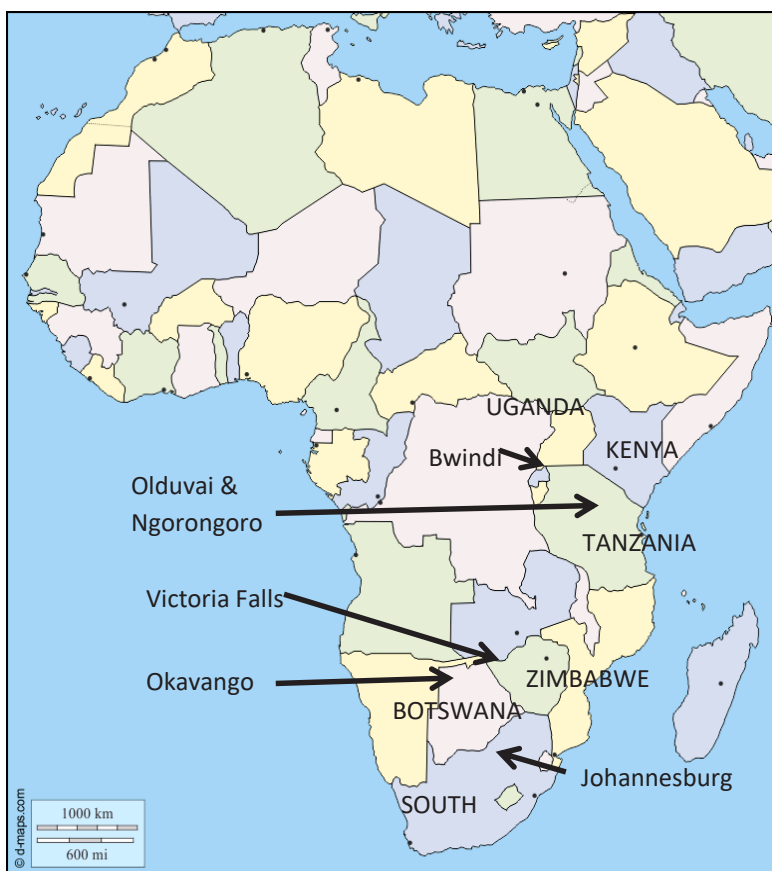 UGANDA
Bwindi
KENYA
Olduvai &
Ngorongoro
TANZANIA
Victoria Falls
Okavango
ZIMBABWE
BOTSWANA
Johannesburg
SOUTH
1000 km
600 mi
© d-maps.com